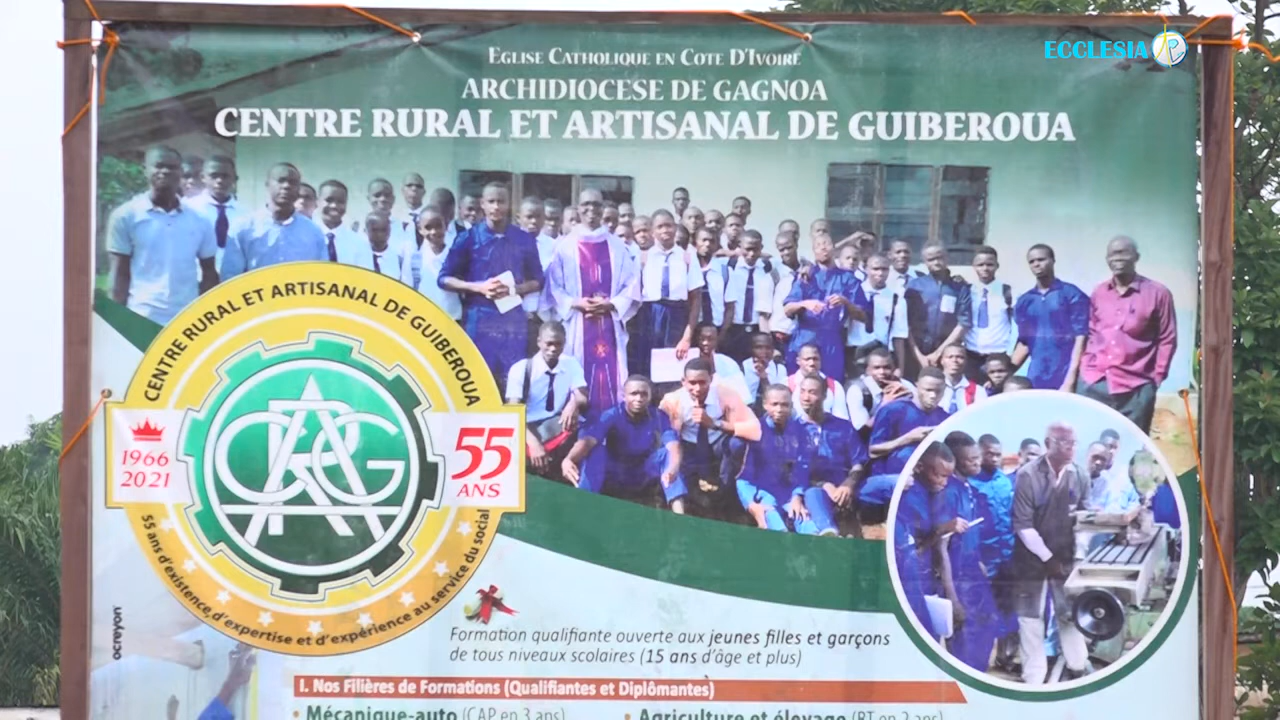 ECCLESIA
EGLISE CATHOLIQUE EN COTE D'IVOIRE
ARCHIDIOCESE DE GAGNOA
CENTRE RURAL ET ARTISANAL DE GUIBEROUA
CENTRE RURAL ET ARTISANAL DE GUIBEROUA
1966
2021
CRAG
55
ANS
55 ans d'existence, d'expertise et d'expérience au service du social
ocreyon
Formation qualifiante ouverte aux jeunes filles et garçons
de tous niveaux scolaires (15 ans d'âge et plus)
I. Nos Filières de Formations (Qualifiantes et Diplômantes)
• Mécanique-auto (CAP en 3 ans)
• Agriculture et élevage (BT en 2 ans)